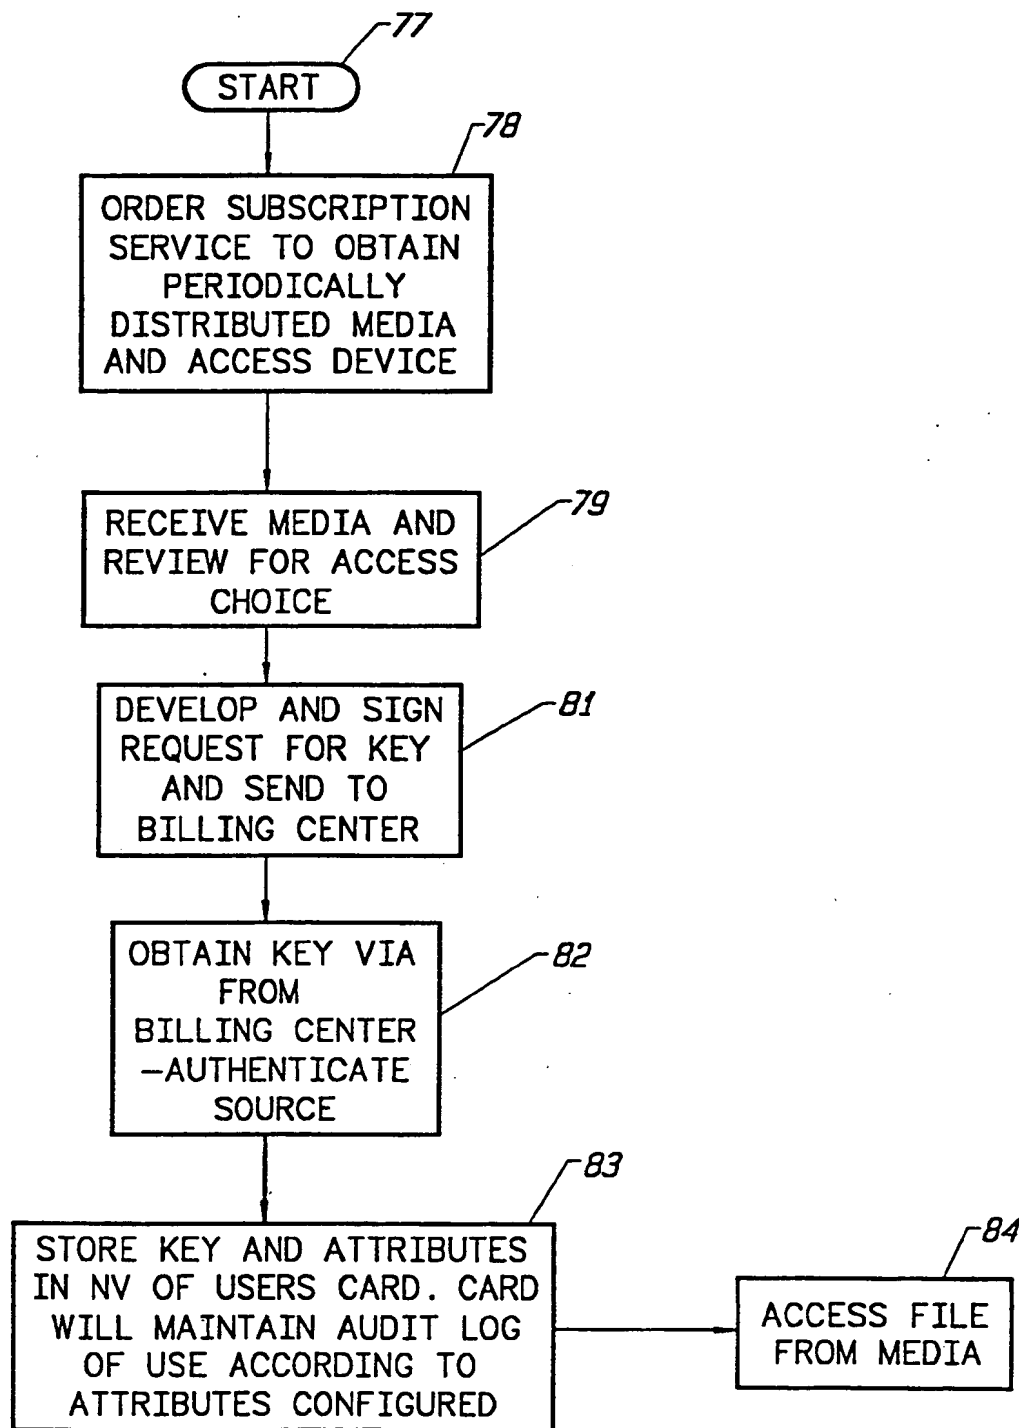 77
START
78
ORDER SUBSCRIPTION
SERVICE TO OBTAIN
PERIODICALLY
DISTRIBUTED MEDIA
AND ACCESS DEVICE
79
RECEIVE MEDIA AND
REVIEW FOR ACCESS
CHOICE
81
DEVELOP AND SIGN
REQUEST FOR KEY
AND SEND TO
BILLING CENTER
82
OBTAIN KEY VIA
FROM
BILLING CENTER
-AUTHENTICATE
SOURCE
83
STORE KEY AND ATTRIBUTES
IN NV OF USERS CARD. CARD
WILL MAINTAIN AUDIT LOG
OF USE ACCORDING TO
ATTRIBUTES CONFIGURED
84
ACCESS FILE
FROM MEDIA